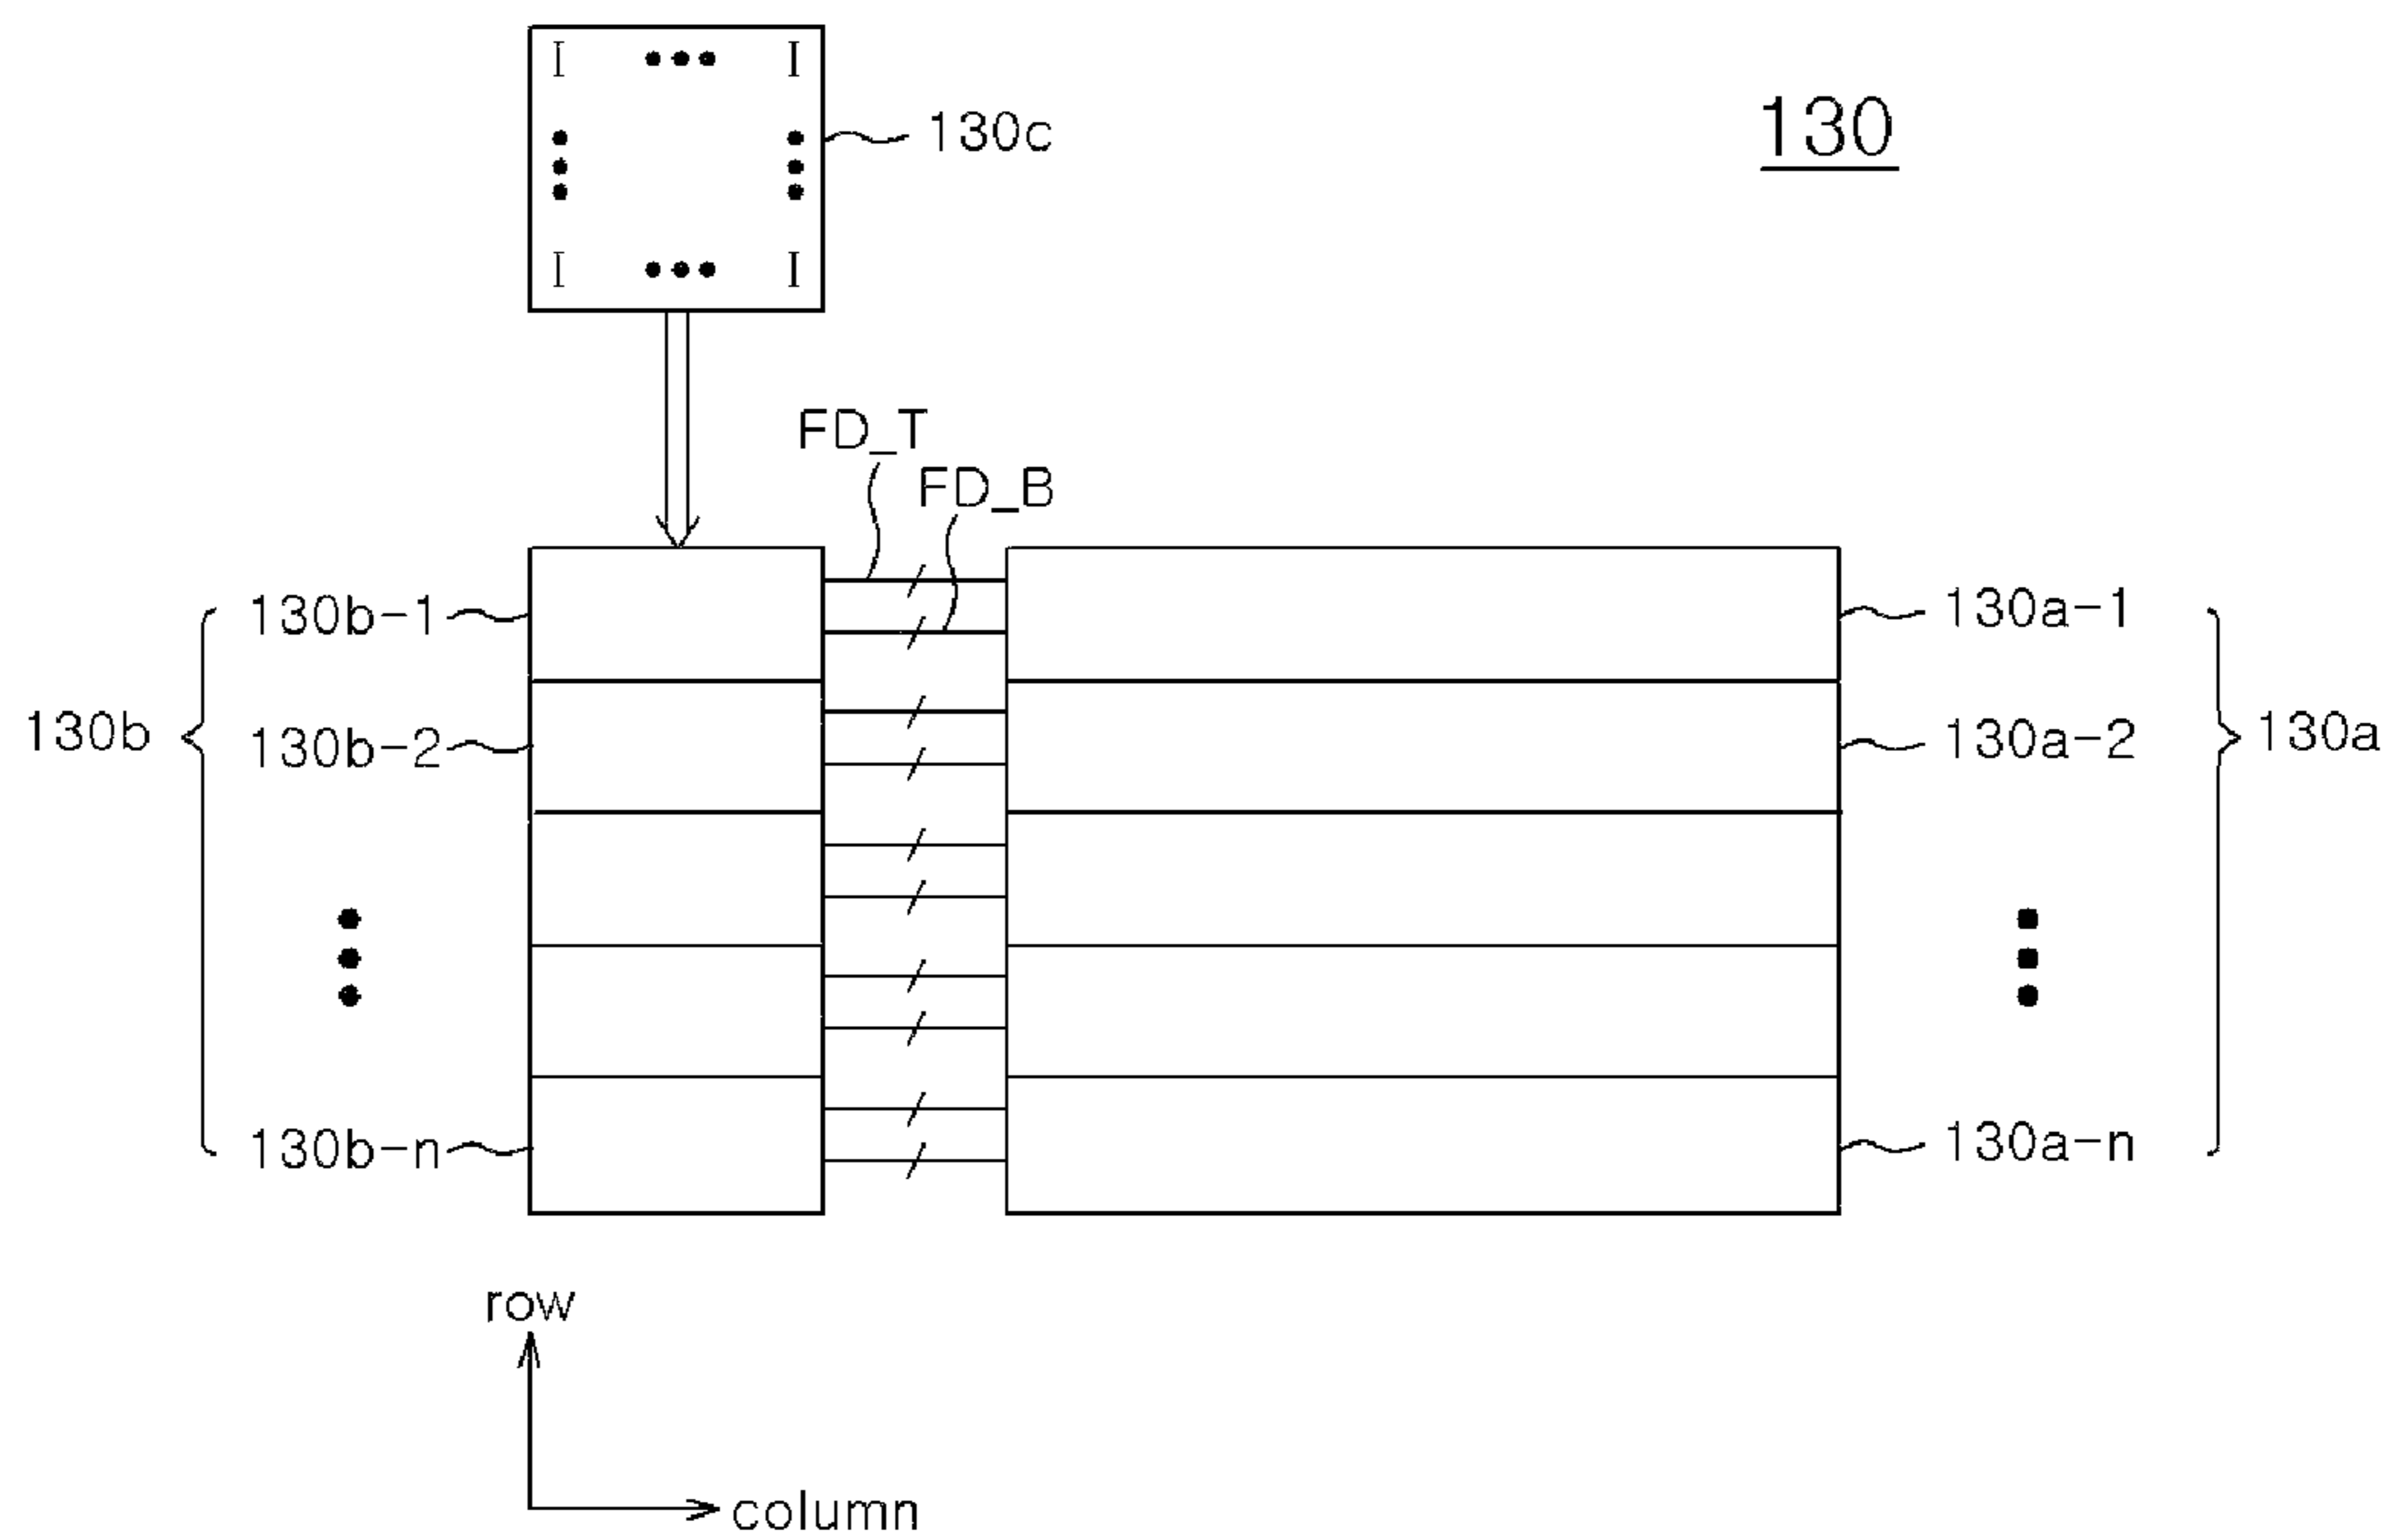 I ••• I
130c
130
I ••• I
FD_T
FD_B
130b-1
130a-1
130b
130b-2
130a-2
130a
130b-n
130a-n
row
column